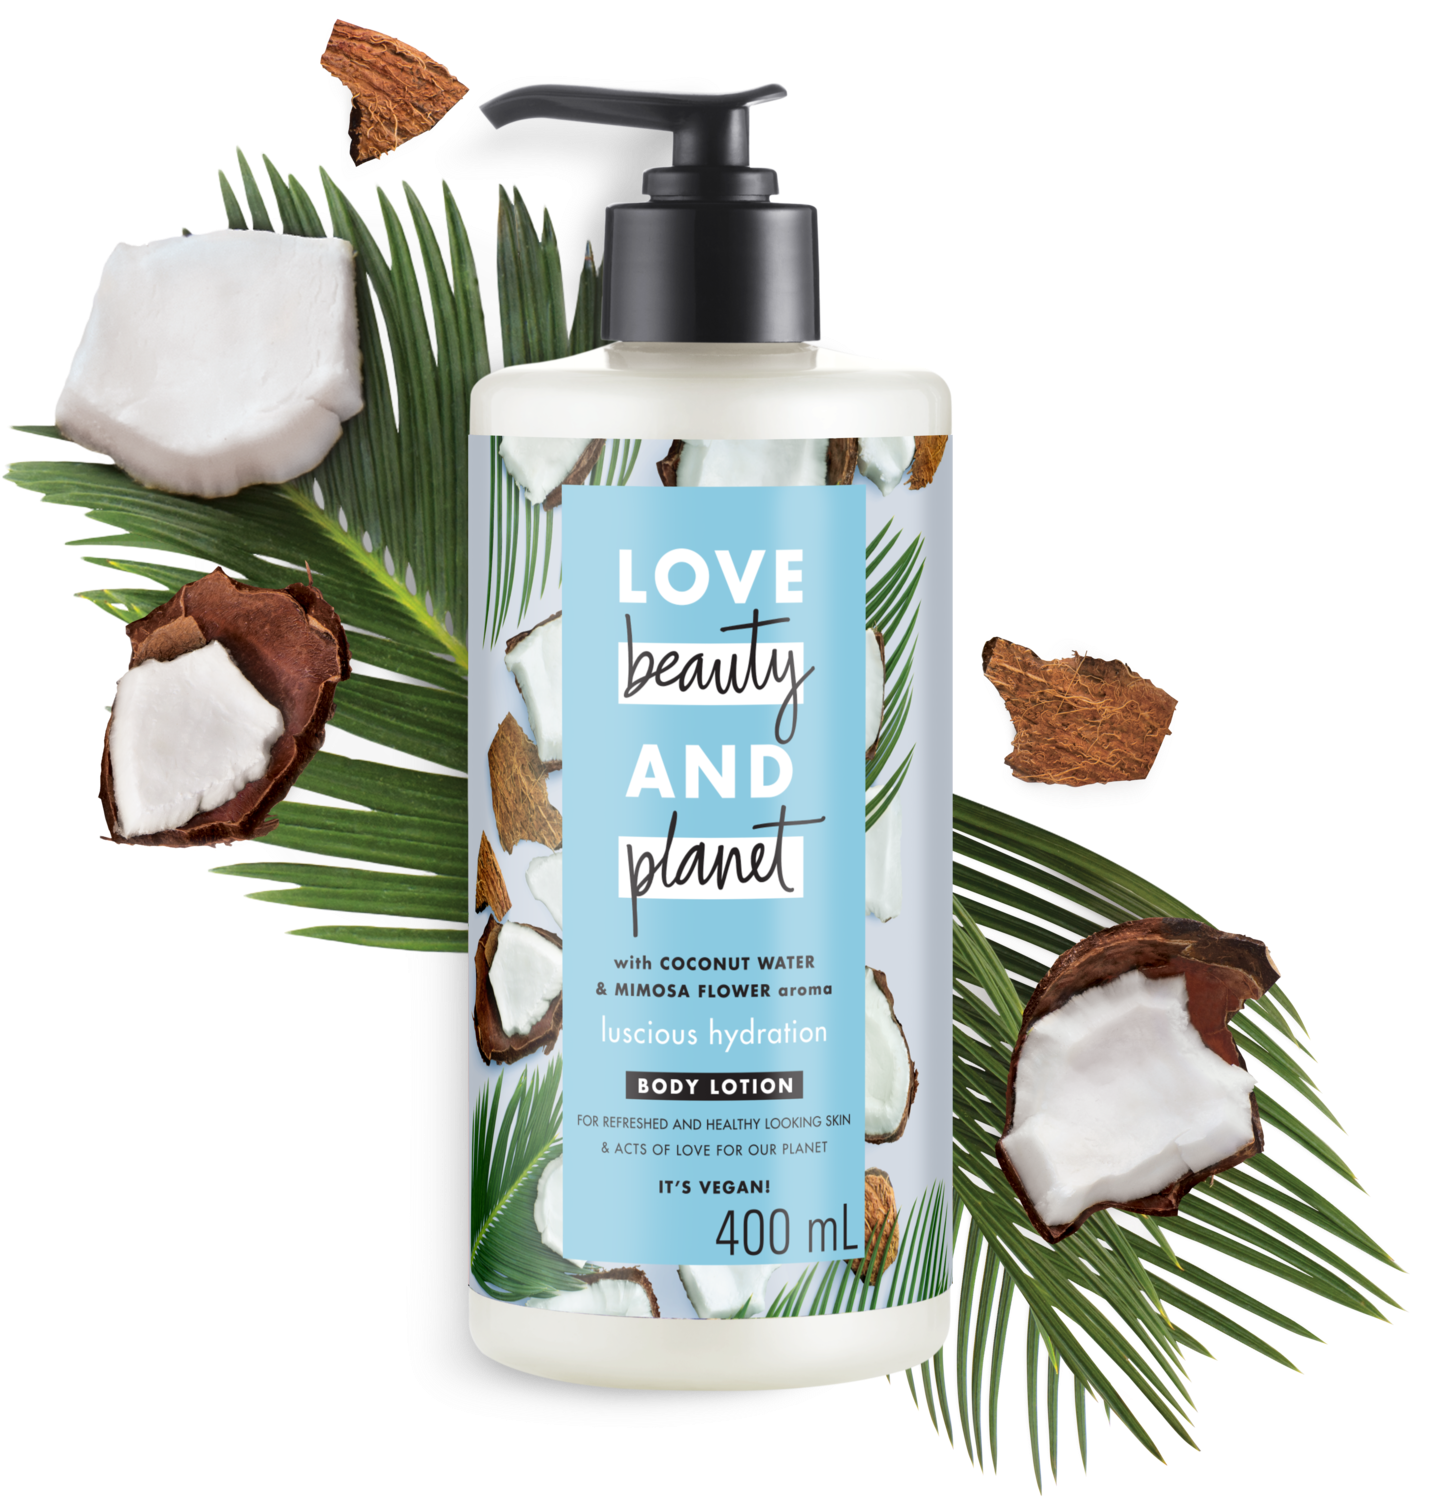 LOVE
beauty
AND
planet
with COCONUT WATER
& MIMOSA FLOWER aroma
luscious hydration
BODY LOTION
FOR REFRESHED AND HEALTHY LOOKING SKIN
& ACTS OF LOVE FOR OUR PLANET
IT'S VEGAN!
400 mL